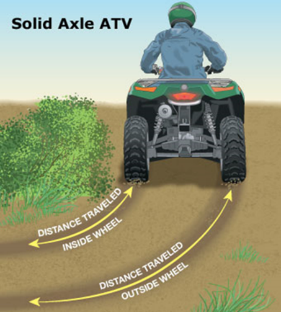 Solid Axle ATV
DISTANCE TRAVELED
INSIDE WHEEL
DISTANCE TRAVELED
OUTSIDE WHEEL